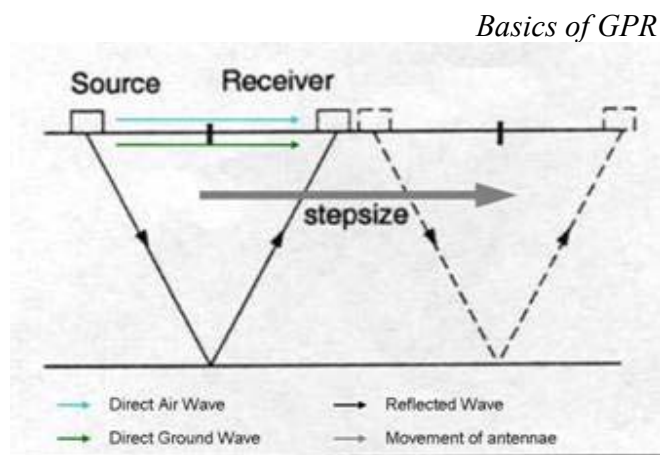 Basics of GPR
Source Receiver
stepsize
Direct Air Wave Reflected Wave
Direct Ground Wave Movement of antennae